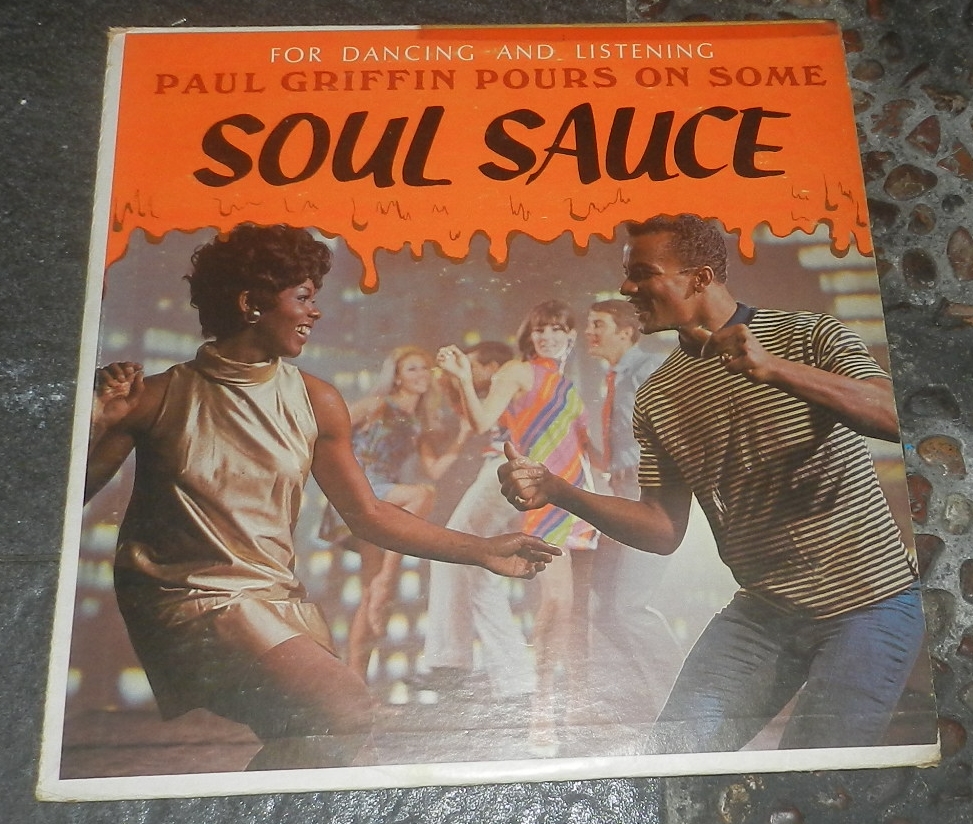 FOR DANCING AND LISTENING
PAUL GRIFFIN POURS ON SOME
SOUL SAUCE